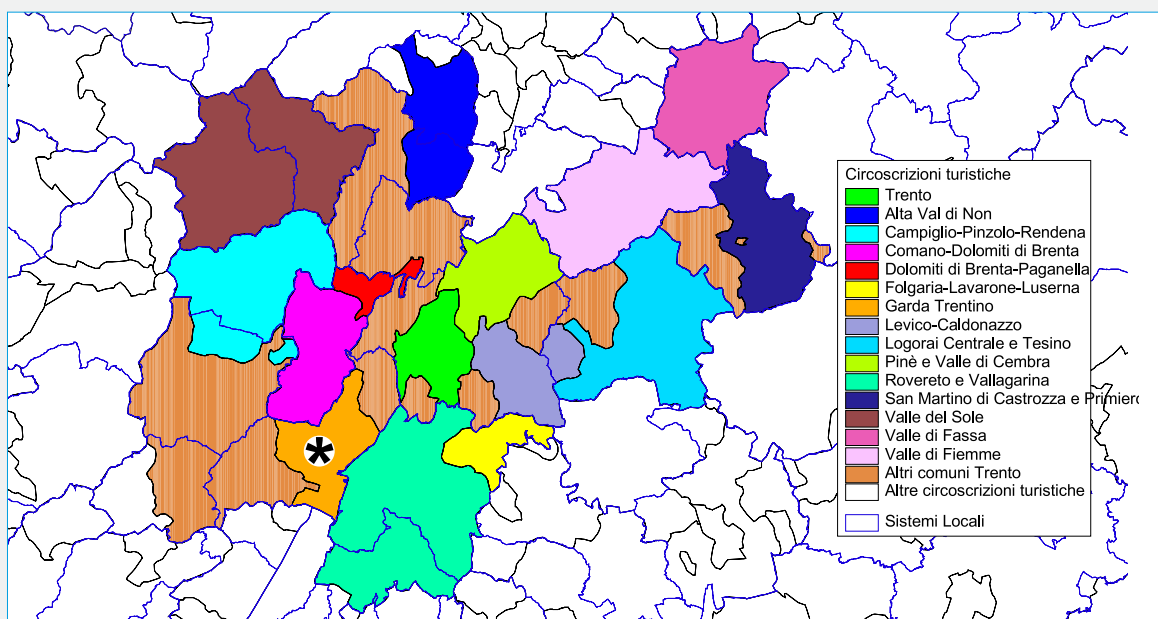 Circoscrizioni turistiche
Trento
Alta Val di Non
Campiglio-Pinzolo-Rendena
Comano-Dolomiti di Brenta
Dolomiti di Brenta-Paganella
Folgaria-Lavarone-Luserna
Garda Trentino
Levico-Caldonazzo
Logorai Centrale e Tesino
Pinè e Valle di Cembra
Rovereto e Vallagarina
San Martino di Castrozza e Primiero
Valle del Sole
Valle di Fassa
Valle di Fiemme
Altri comuni Trento
Altre circoscrizioni turistiche
Sistemi Locali
*